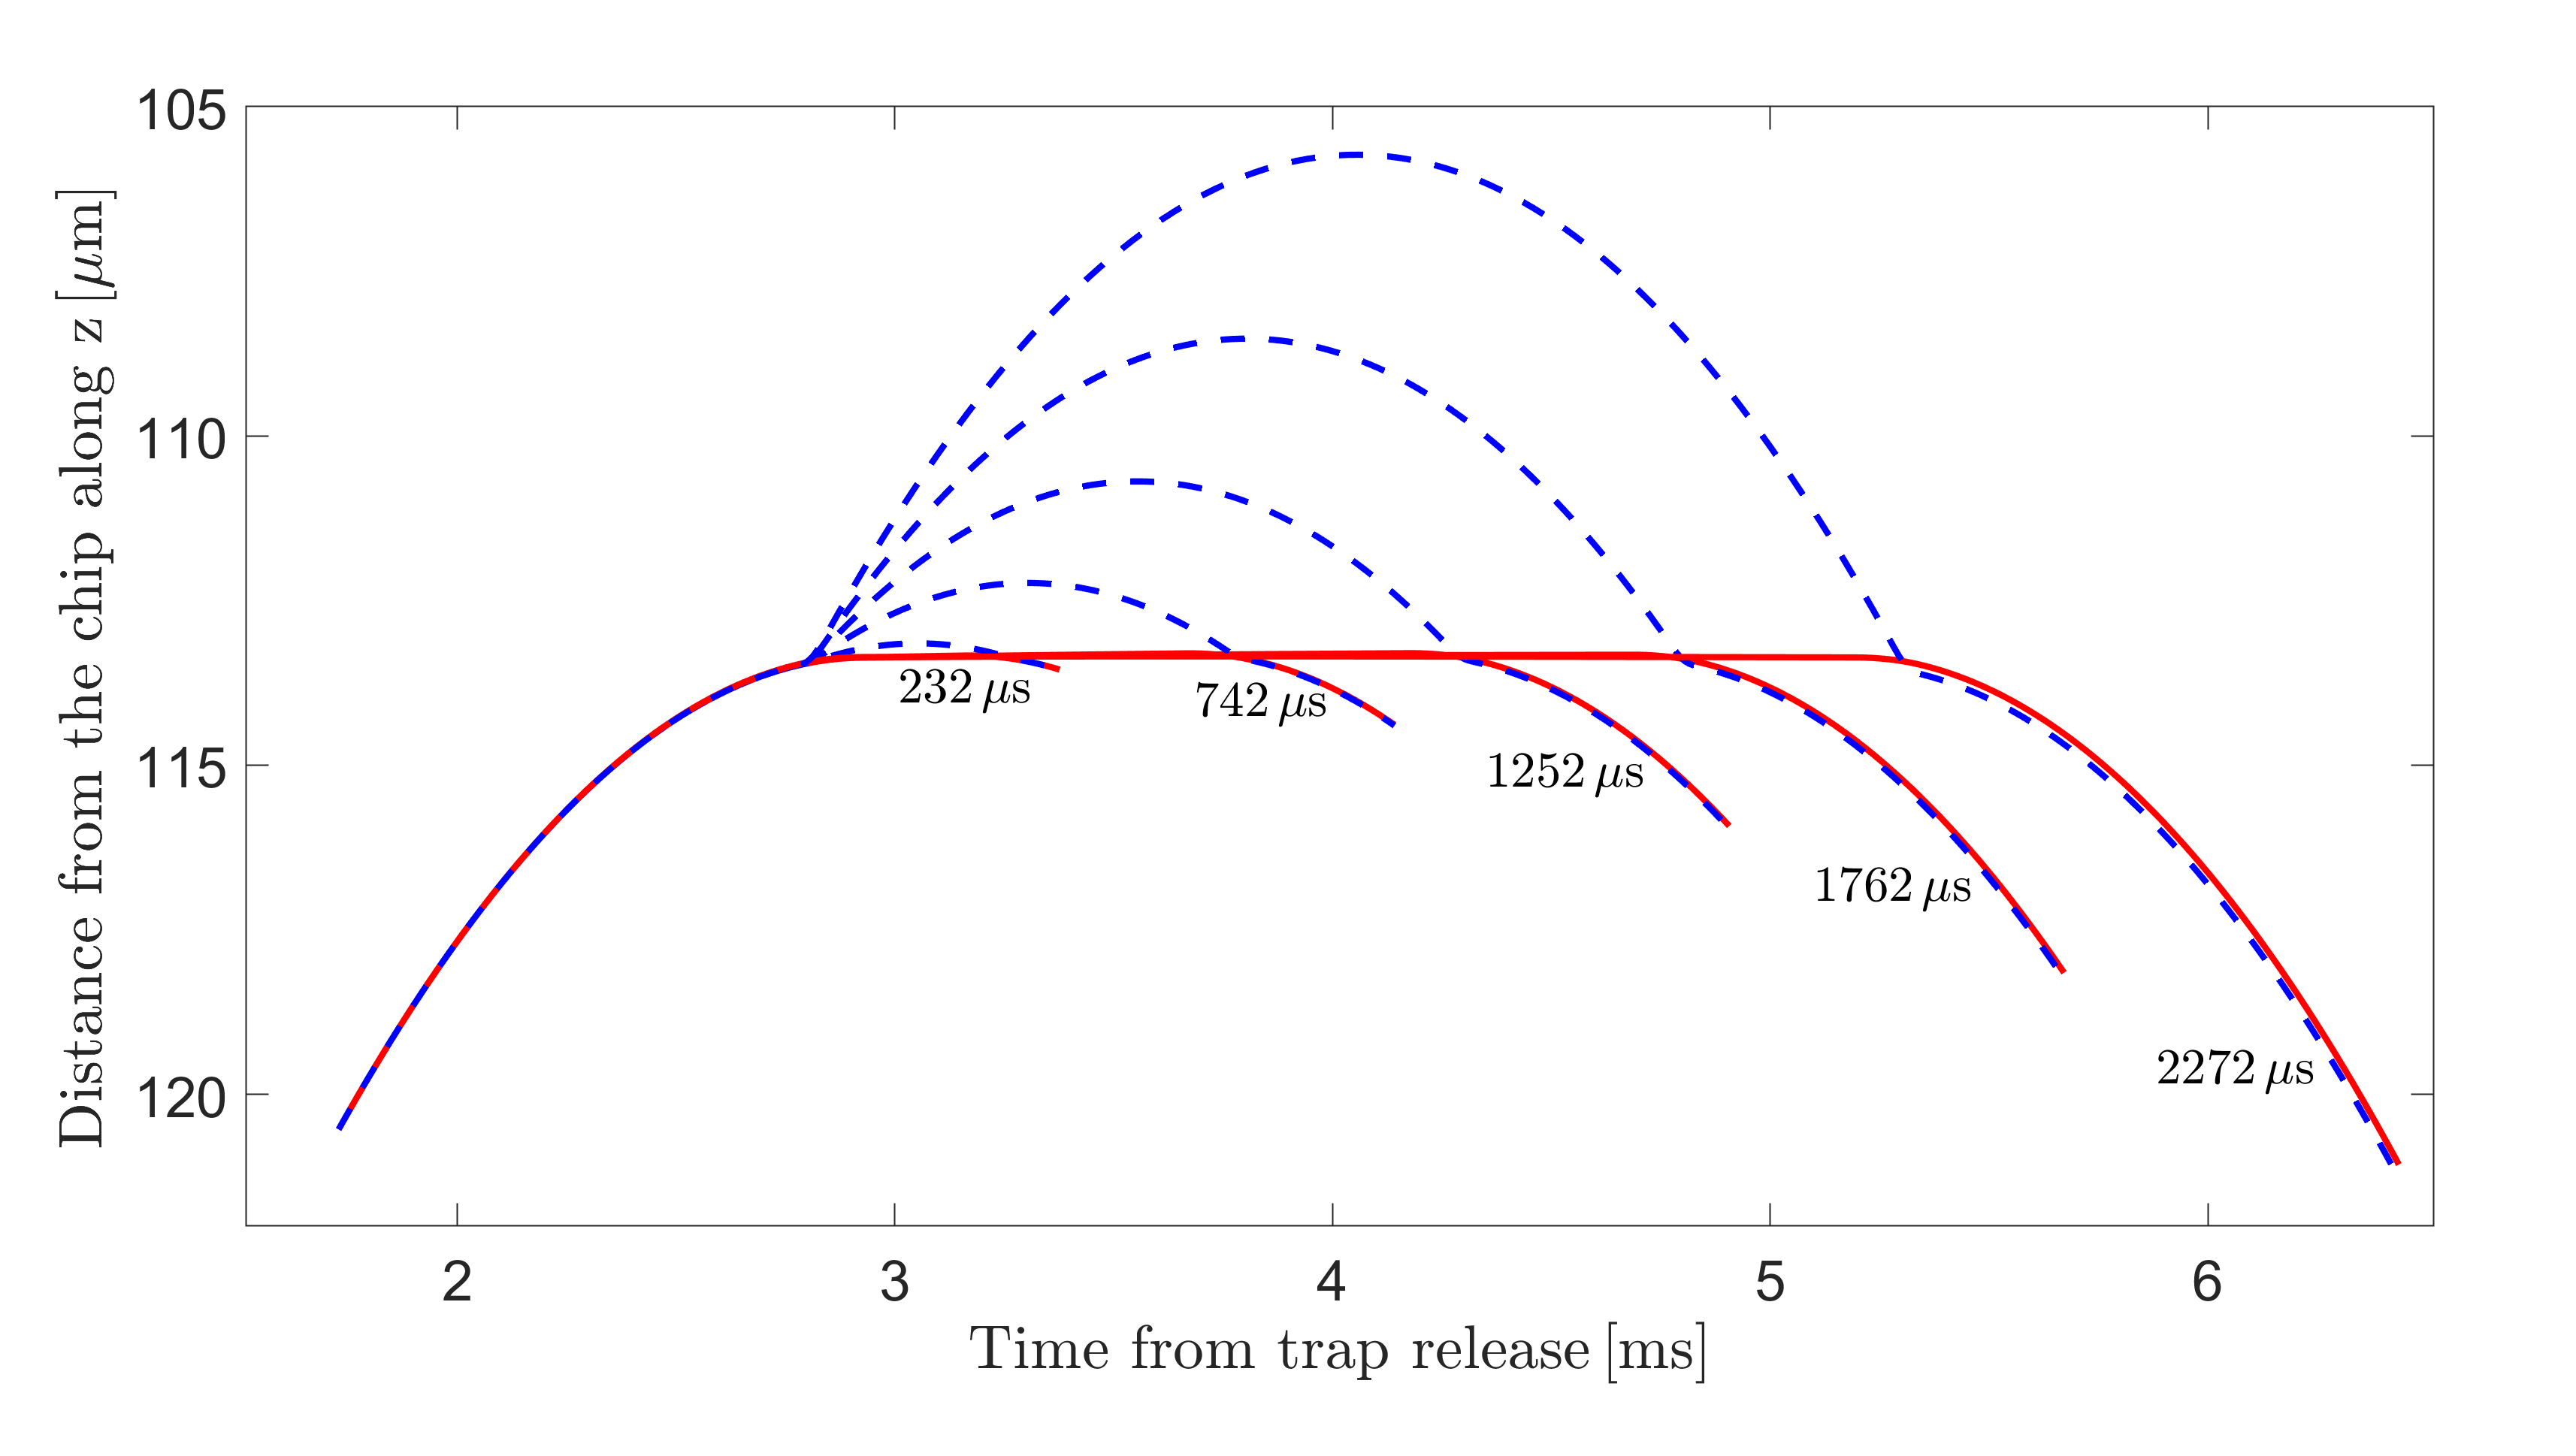 105
110
115
120
Distance from the chip along z [μm]
232 μs
742 μs
1252 μs
1762 μs
2272 μs
2 3 4 5 6
Time from trap release [ms]